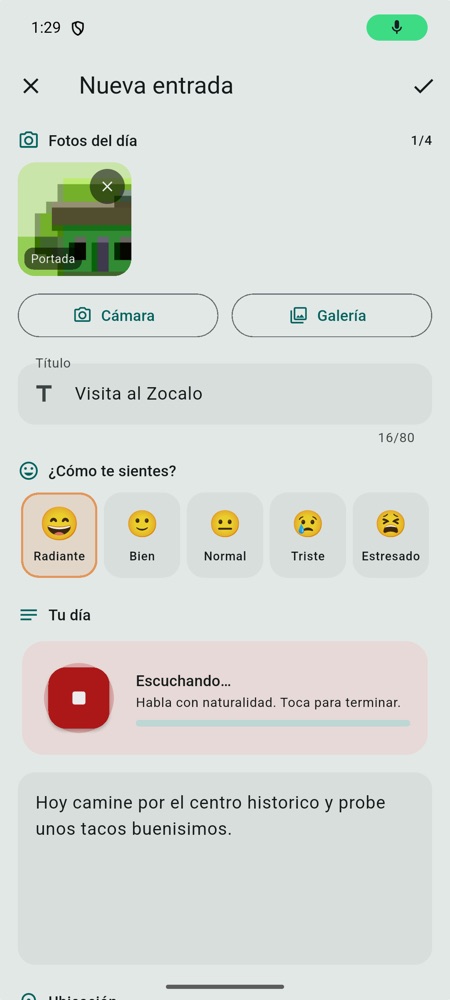 1:29
Nueva entrada
Fotos del día
1/4
Portada
Cámara
Galería
Título
Visita al Zocalo
16/80
¿Cómo te sientes?
Radiante
Bien
Normal
Triste
Estresado
Tu día
Escuchando…
Habla con naturalidad. Toca para terminar.
Hoy camine por el centro historico y probe
unos tacos buenisimos.
Ubicación